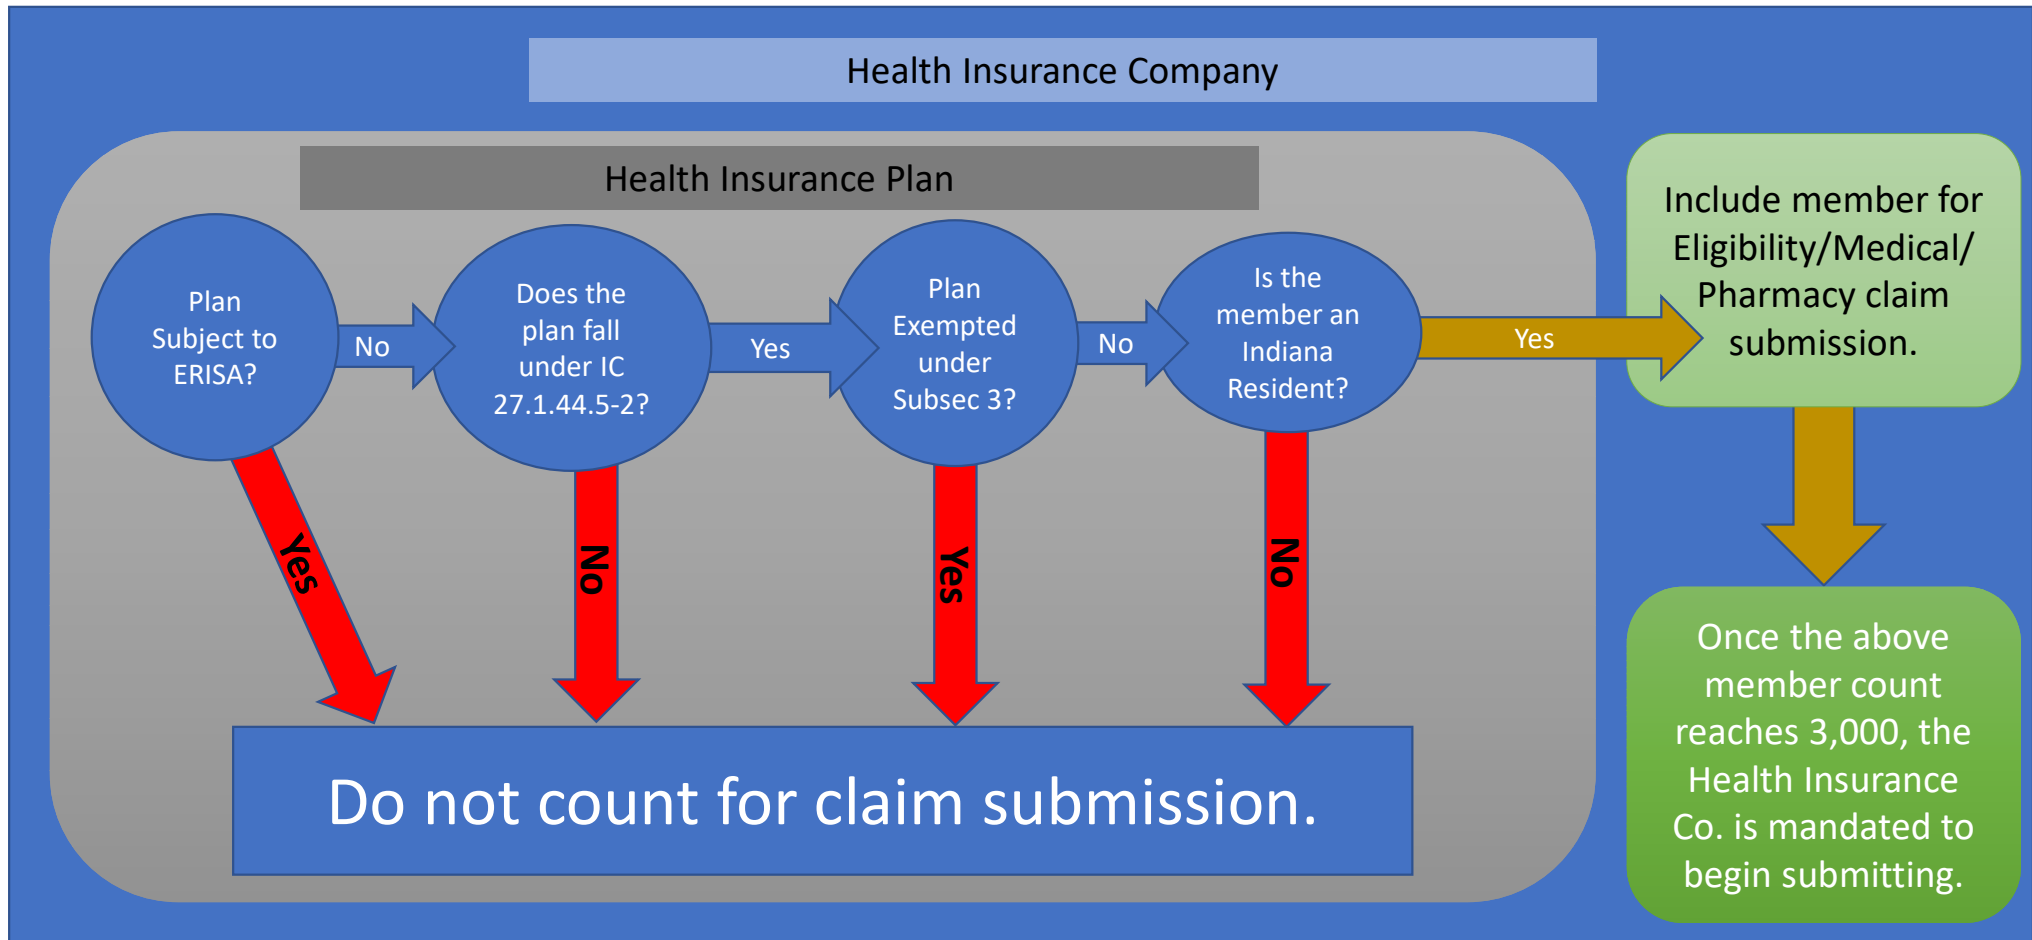 Health Insurance Company
Health Insurance Plan
Plan
Subject to
ERISA?
No
Does the
plan fall
under IC
27.1.44.5-2?
Yes
Plan
Exempted
under
Subsec 3?
No
Is the
member an
Indiana
Resident?
Yes
Include member for
Eligibility/Medical/
Pharmacy claim
submission.
Yes
No
Yes
No
Do not count for claim submission.
Once the above
member count
reaches 3,000, the
Health Insurance
Co. is mandated to
begin submitting.